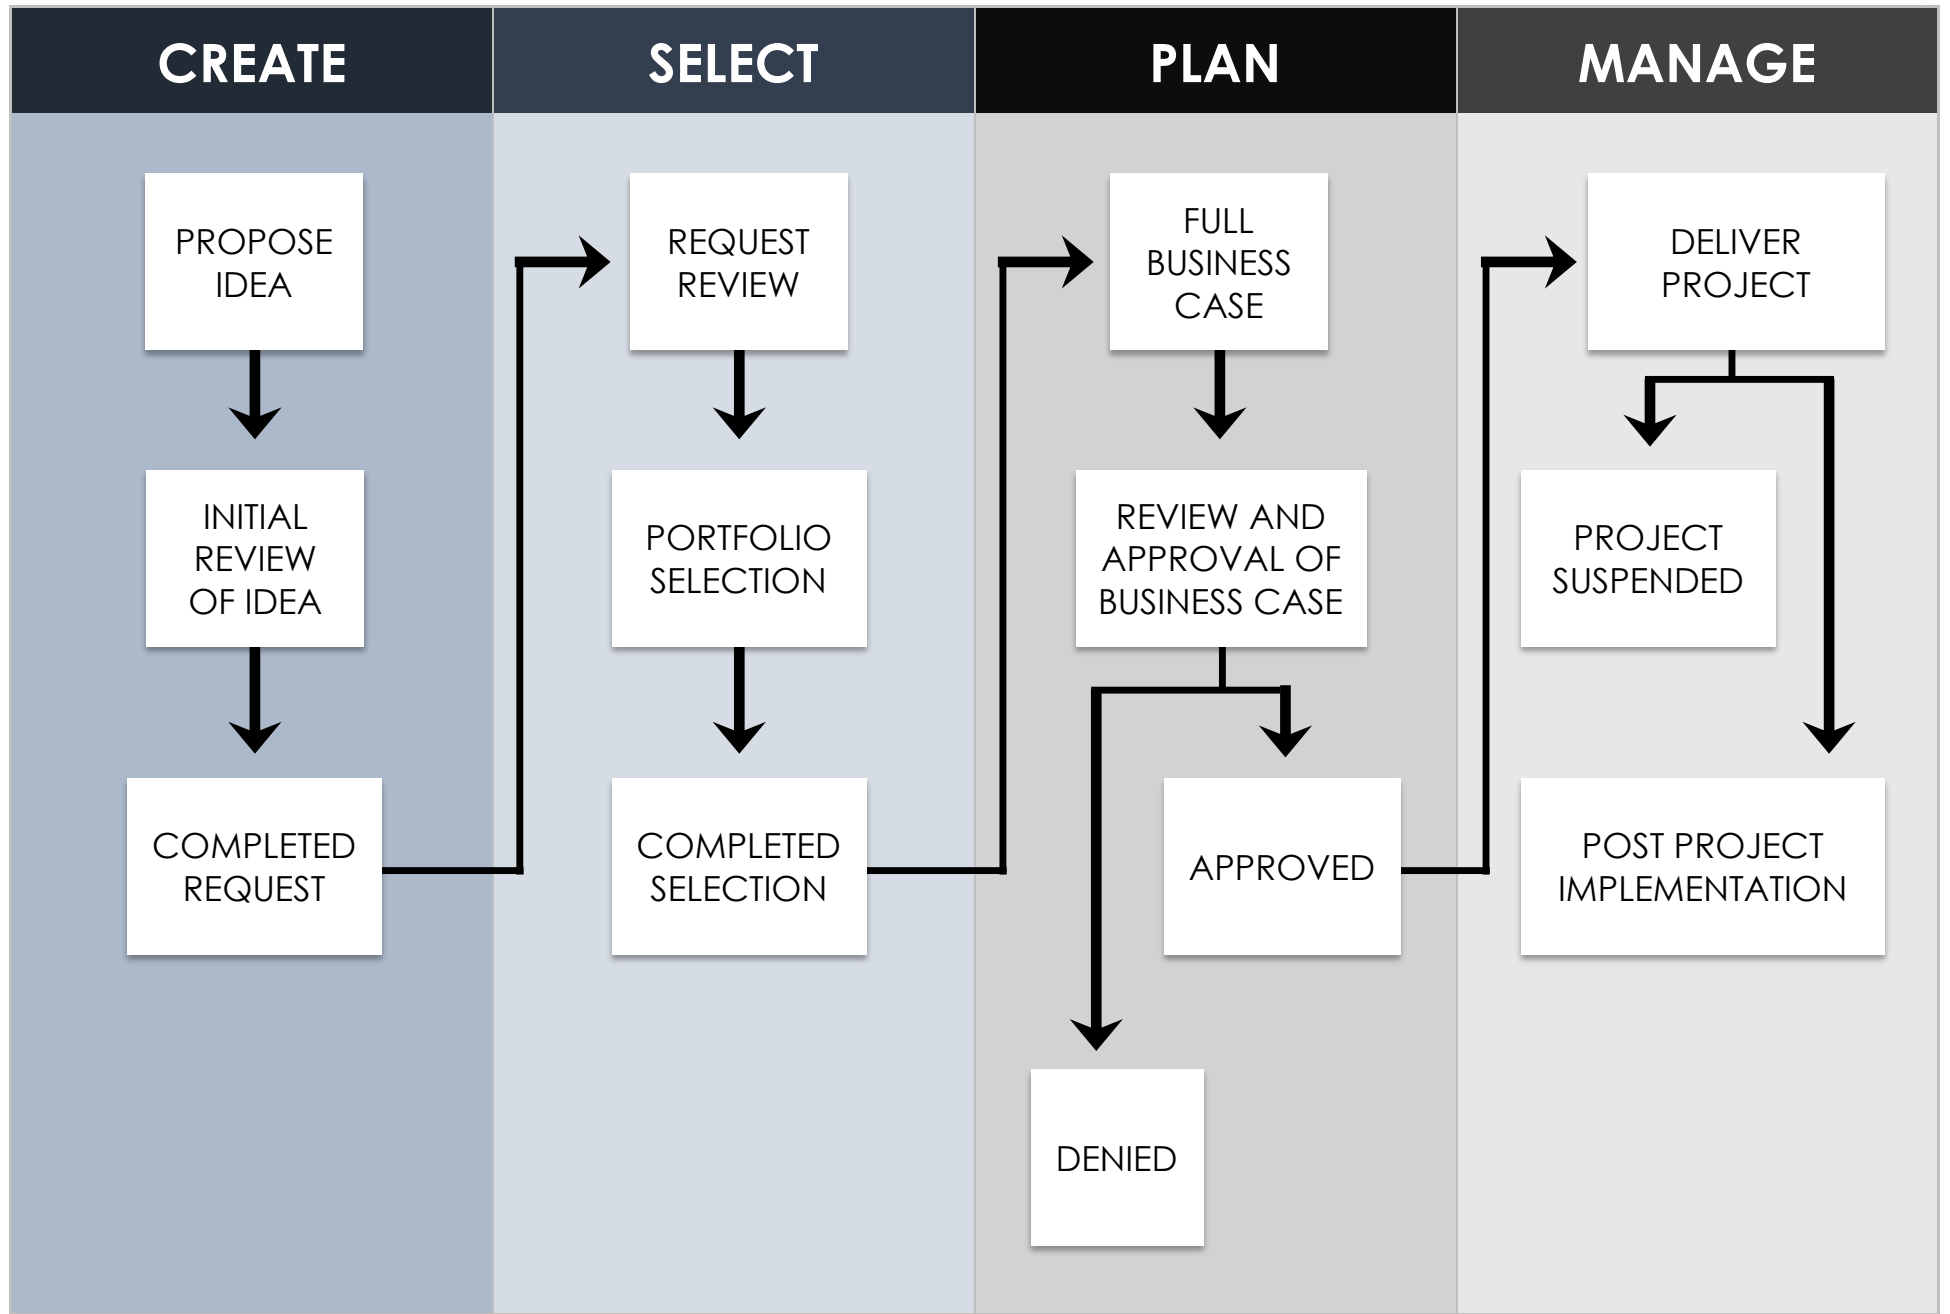 CREATE
SELECT
PLAN
MANAGE
PROPOSE
IDEA
INITIAL
REVIEW
OF IDEA
COMPLETED
REQUEST
REQUEST
REVIEW
PORTFOLIO
SELECTION
COMPLETED
SELECTION
FULL
BUSINESS
CASE
REVIEW AND
APPROVAL OF
BUSINESS CASE
APPROVED
DENIED
DELIVER
PROJECT
PROJECT
SUSPENDED
POST PROJECT
IMPLEMENTATION